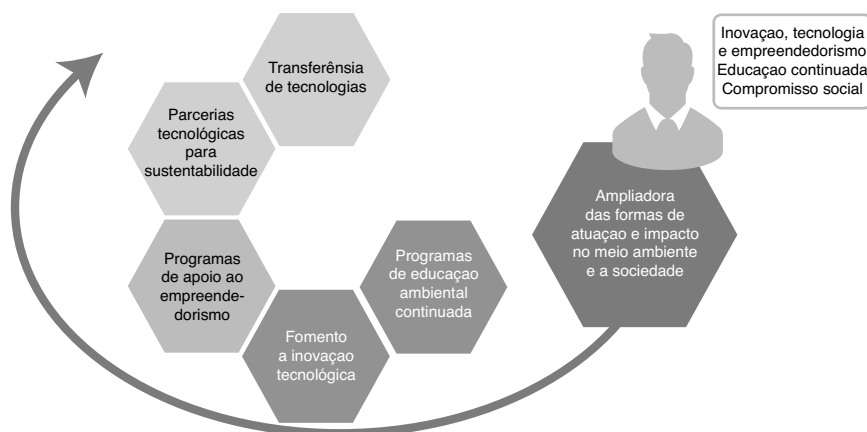 Inovaçao, tecnologia
e empreendedorismo
Educaçao continuada
Compromisso social
Transferênsia
de tecnologias
Parcerias
tecnológicas
para
sustentabilidade
Ampliadora
das formas de
atuaçao e impacto
no meio ambiente
e a sociedade
Programas
de apoio ao
empreende-
dorismo
Programas
de educaçao
ambiental
continuada
Fomento
a inovaçao
tecnológica